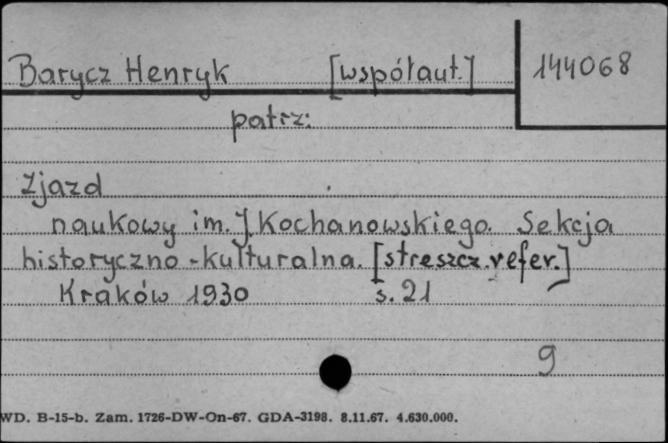 Barycz Henryk [współaut.] 144068
patrz:
Zjazd
naukowy im. J. Kochanowskiego. Sekcja
historyczno-kulturalna. [streszcz. refer.]
Kraków 1930 s. 21
9
WD. B-15-b. Zam. 1726-DW-On-67. GDA-3198. 8.11.67. 4.630.000.